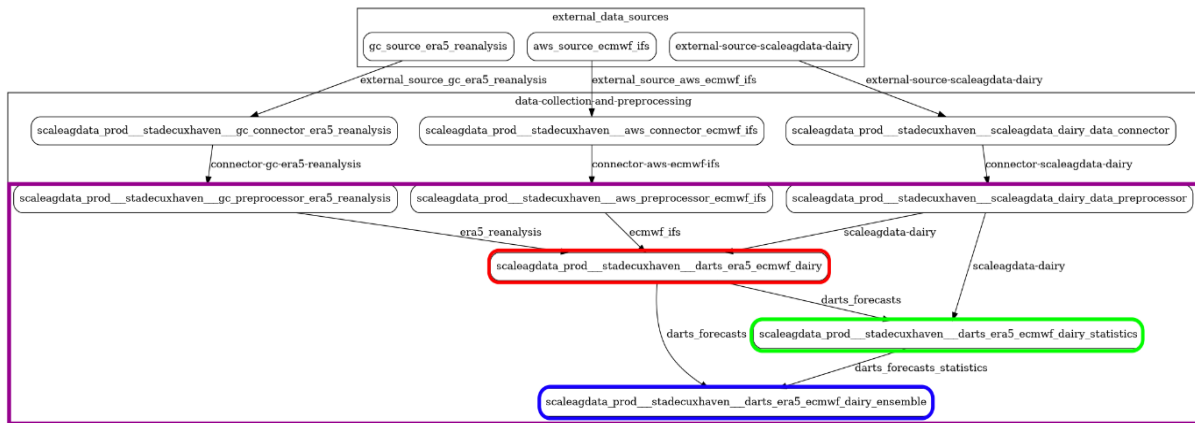 external_data_sources
gc_source_era5_reanalysis
aws_source_ecmwf_ifs
external-source-scaleagdata-dairy
external_source_gc_era5_reanalysis
external_source_aws_ecmwf_ifs
external-source-scaleagdata-dairy
data-collection-and-preprocessing
scaleagdata_prod___stadecuxhaven___gc_connector_era5_reanalysis
scaleagdata_prod___stadecuxhaven___aws_connector_ecmwf_ifs
scaleagdata_prod___stadecuxhaven___scaleagdata_dairy_data_connector
connector-gc-era5-reanalysis
connector-aws-ecmwf-ifs
connector-scaleagdata-dairy
scaleagdata_prod___stadecuxhaven___gc_preprocessor_era5_reanalysis
scaleagdata_prod___stadecuxhaven___aws_preprocessor_ecmwf_ifs
scaleagdata_prod___stadecuxhaven___scaleagdata_dairy_data_preprocessor
era5_reanalysis
ecmwf_ifs
scaleagdata-dairy
scaleagdata_prod___stadecuxhaven___darts_era5_ecmwf_dairy
scaleagdata-dairy
darts_forecasts
darts_forecasts
scaleagdata_prod___stadecuxhaven___darts_era5_ecmwf_dairy_statistics
darts_forecasts_statistics
scaleagdata_prod___stadecuxhaven___darts_era5_ecmwf_dairy_ensemble